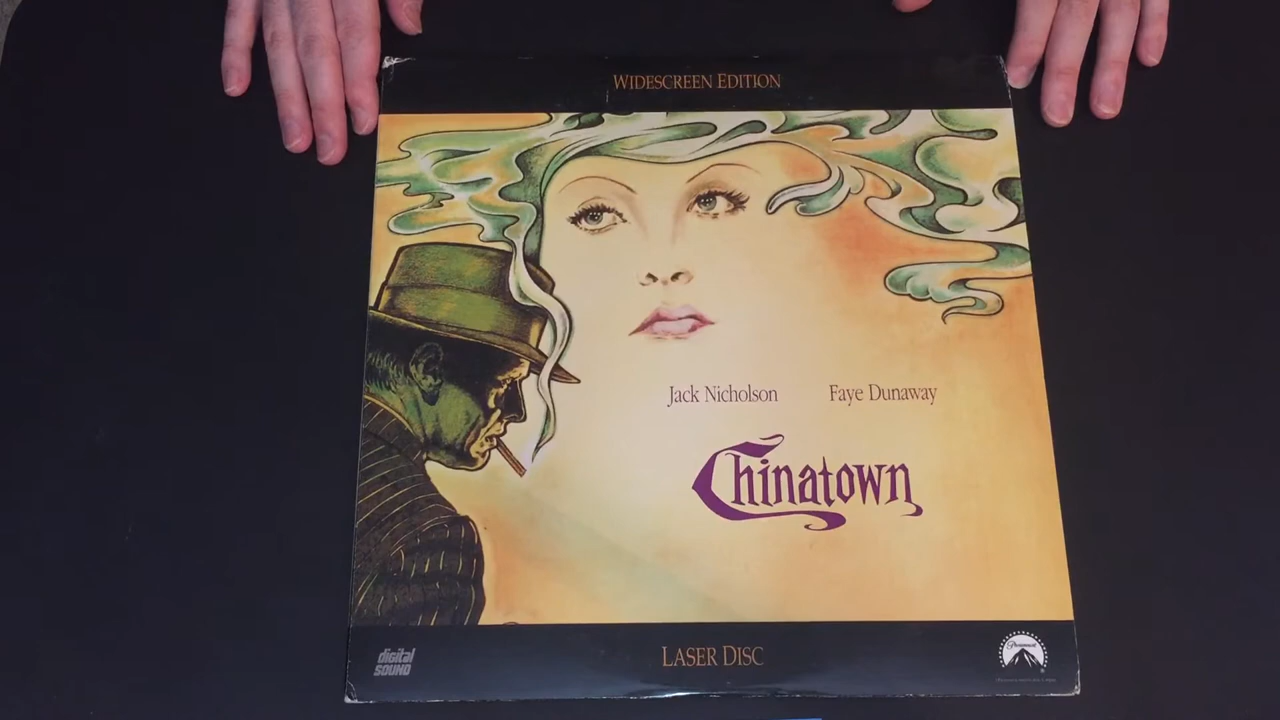 WIDESCREEN EDITION
Jack Nicholson Faye Dunaway
Chinatown
digital
SOUND
LASER DISC
Paramount